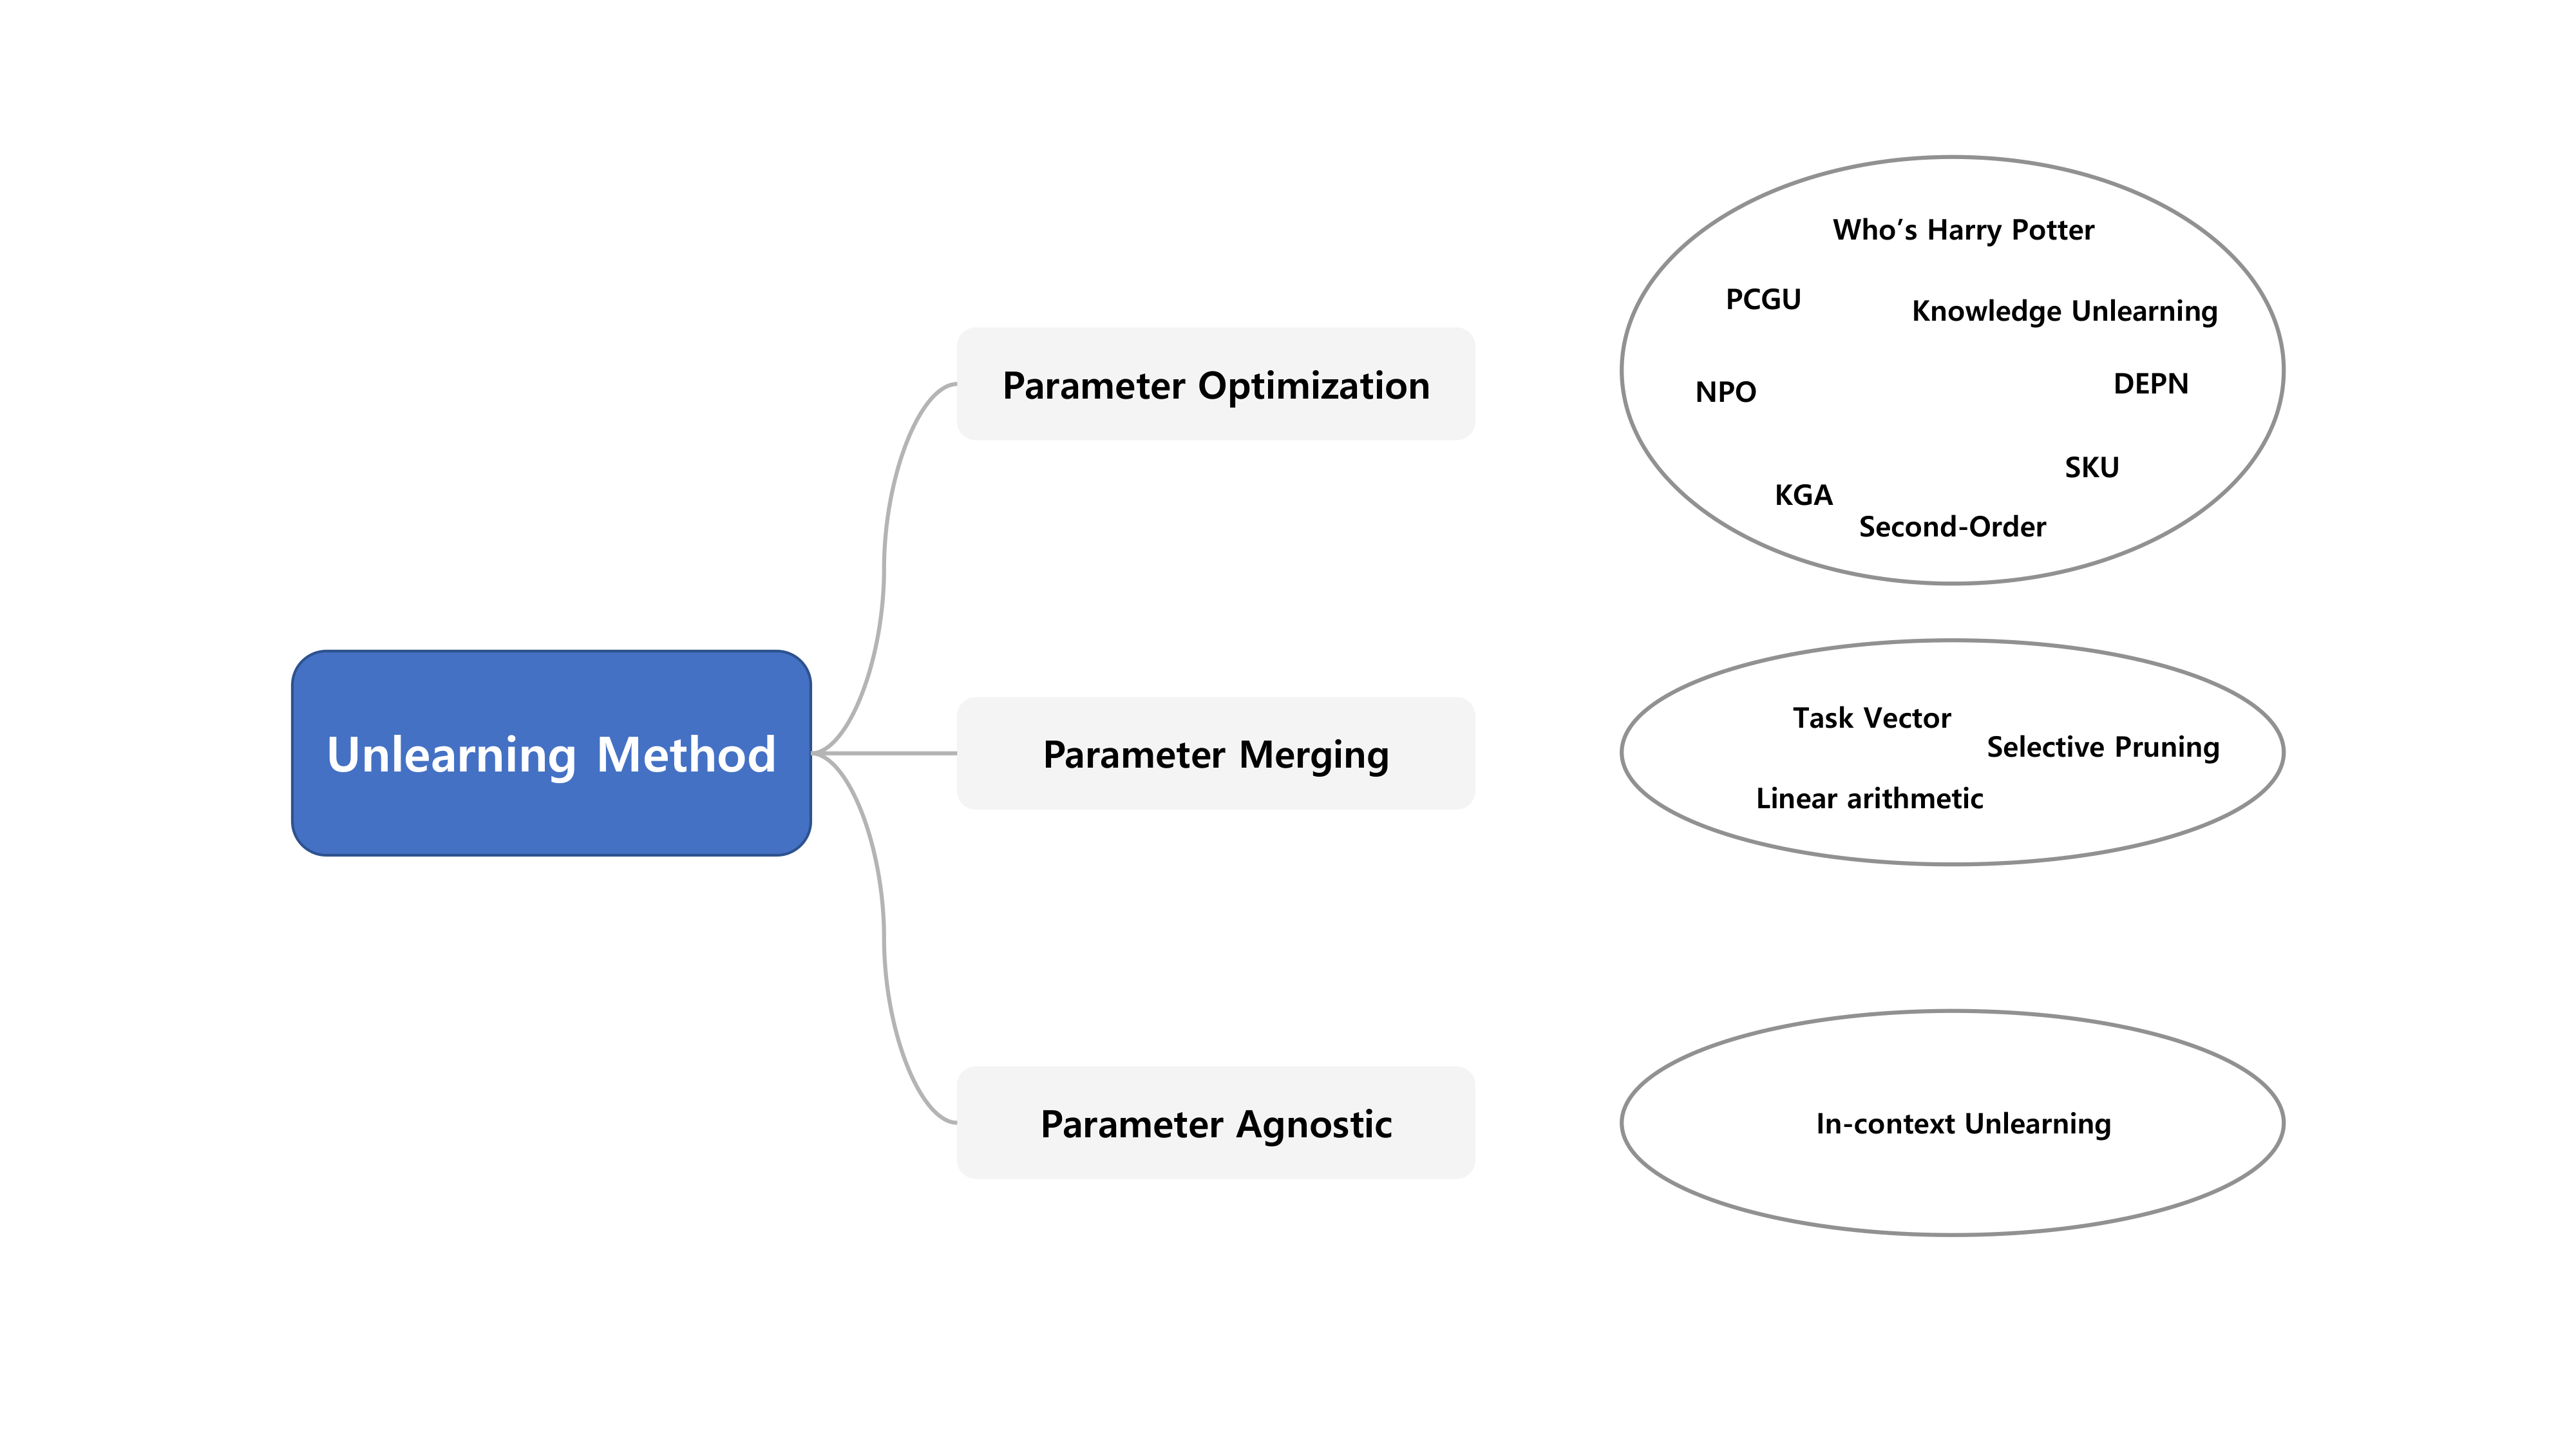 Unlearning Method
Parameter Optimization
Who’s Harry Potter
PCGU
Knowledge Unlearning
NPO
DEPN
SKU
KGA
Second-Order
Parameter Merging
Task Vector
Selective Pruning
Linear arithmetic
Parameter Agnostic
In-context Unlearning